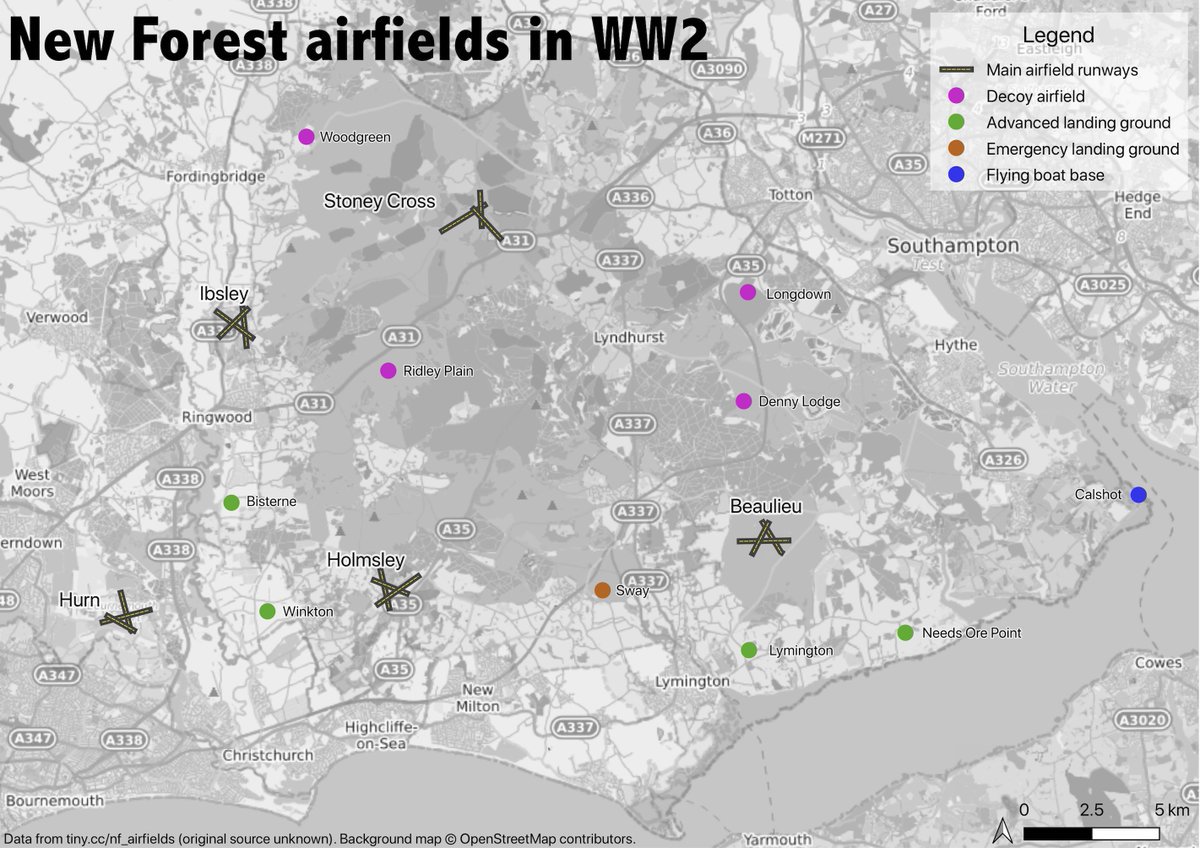 New Forest airfields in WW2
Legend
Main airfield runways
Decoy airfield
Advanced landing ground
Emergency landing ground
Flying boat base
A338
A27
Ford
Eastleigh
A338
A3090
A36
M271
A35
Woodgreen
Fordingbridge
Stoney Cross
A336
Totton
Hedge
End
A31
A337
A35
Southampton
Test
A3025
Ibsley
Longdown
Verwood
A31
Lyndhurst
Hythe
Southampton
Water
Ridley Plain
Denny Lodge
A31
Ringwood
A337
A326
West
Moors
A338
Bisterne
Beaulieu
Calshot
A337
A35
A338
Holmsley
A35
Hurn
Winkton
Sway
A337
Needs Ore Point
Lymington
A35
A347
Lymington
Cowes
New
Milton
A3020
Highcliffe-
on-Sea
A337
A347
A338
Christchurch
Bournemouth
0 2.5 5 km
Yarmouth
Data from tiny.cc/nf_airfields (original source unknown). Background map © OpenStreetMap contributors.